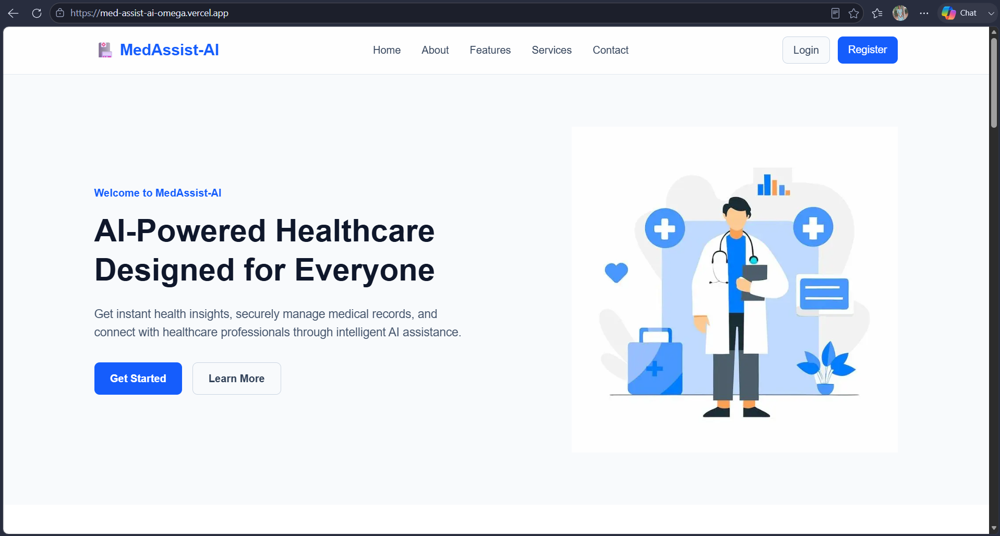 https://med-assist-ai-omega.vercel.app
Chat
MedAssist-AI
Home
About
Features
Services
Contact
Login
Register
Welcome to MedAssist-AI
AI-Powered Healthcare
Designed for Everyone
Get instant health insights, securely manage medical records, and
connect with healthcare professionals through intelligent AI assistance.
Get Started
Learn More